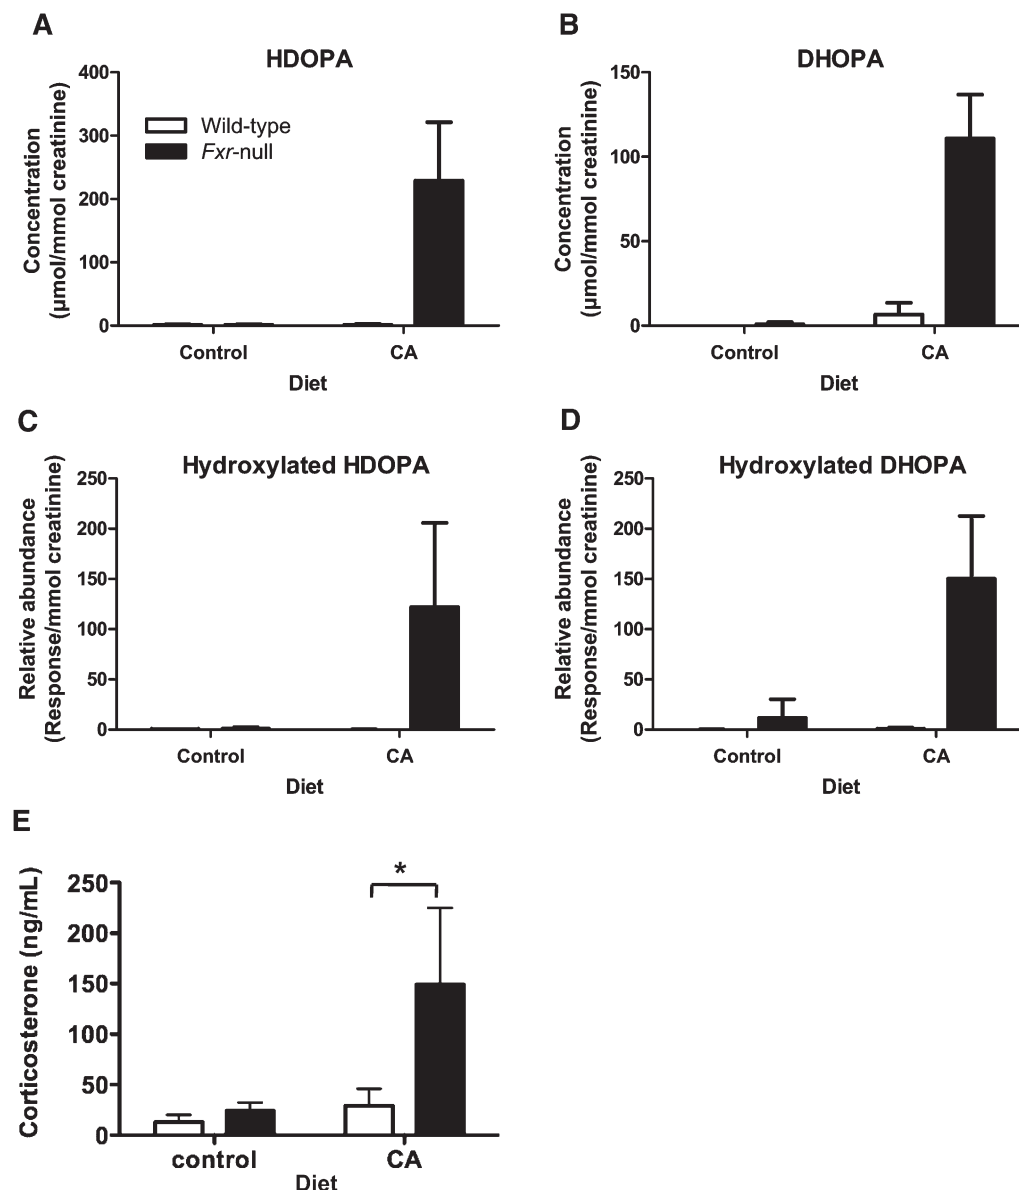 A
HDOPA
Concentration
(µmol/mmol creatinine)
400
300
200
100
0
Wild-type
Fxr-null
Control
CA
Diet
B
DHOPA
Concentration
(µmol/mmol creatinine)
150
100
50
0
Control
CA
Diet
C
Hydroxylated HDOPA
Relative abundance
(Response/mmol creatinine)
250
200
150
100
50
0
Control
CA
Diet
D
Hydroxylated DHOPA
Relative abundance
(Response/mmol creatinine)
250
200
150
100
50
0
Control
CA
Diet
E
Corticosterone (ng/mL)
250
200
150
100
50
0
*
control
CA
Diet